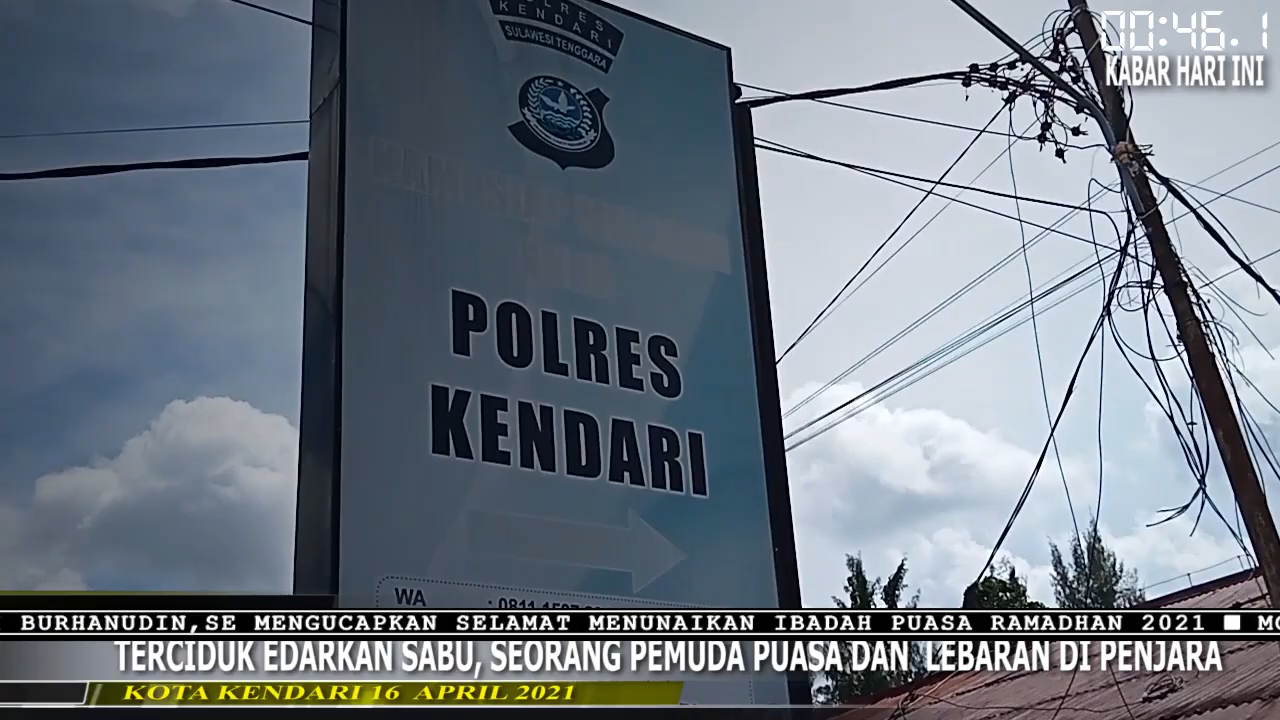 00:46.1
KABAR HARI INI
POLRES
KENDARI
SULAWESI TENGGARA
POLRES
KENDARI
WA
BURHANUDIN,SE MENGUCAPKAN SELAMAT MENUNAIKAN IBADAH PUASA RAMADHAN 2021 ■ MO
TERCIDUK EDARKAN SABU, SEORANG PEMUDA PUASA DAN LEBARAN DI PENJARA
KOTA KENDARI 16 APRIL 2021